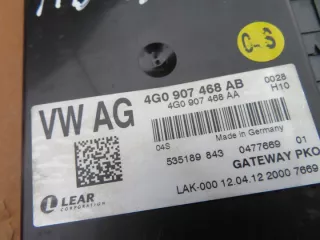 C-S
VW AG
4G0 907 468 AB
4G0 907 468 AA
0028
H10
04S
Made in Germany
535189 843
0477669
01
GATEWAY PKO
LAK-000 12.04.12 2000 7669
LEAR
CORPORATION